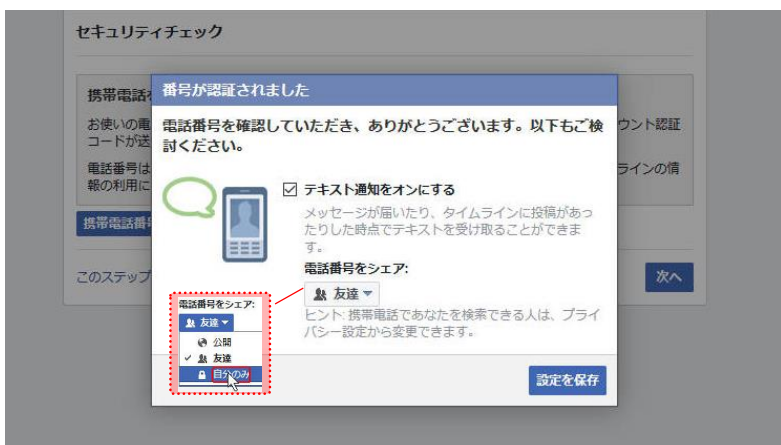 セキュリティチェック
携帯電話
番号が認証されました
お使いの電
コードが送
電話番号を確認していただき、ありがとうございます。以下もご検
討ください。
ウント認証
電話番号は
報の利用に
ラインの情
テキスト通知をオンにする
メッセージが届いたり、タイムラインに投稿があっ
たりした時点でテキストを受け取ることができま
す。
携帯電話番
電話番号をシェア:
友達
ヒント: 携帯電話であなたを検索できる人は、プライ
バシー設定から変更できます。
このステップ
次へ
電話番号をシェア:
友達
公開
友達
自分のみ
設定を保存